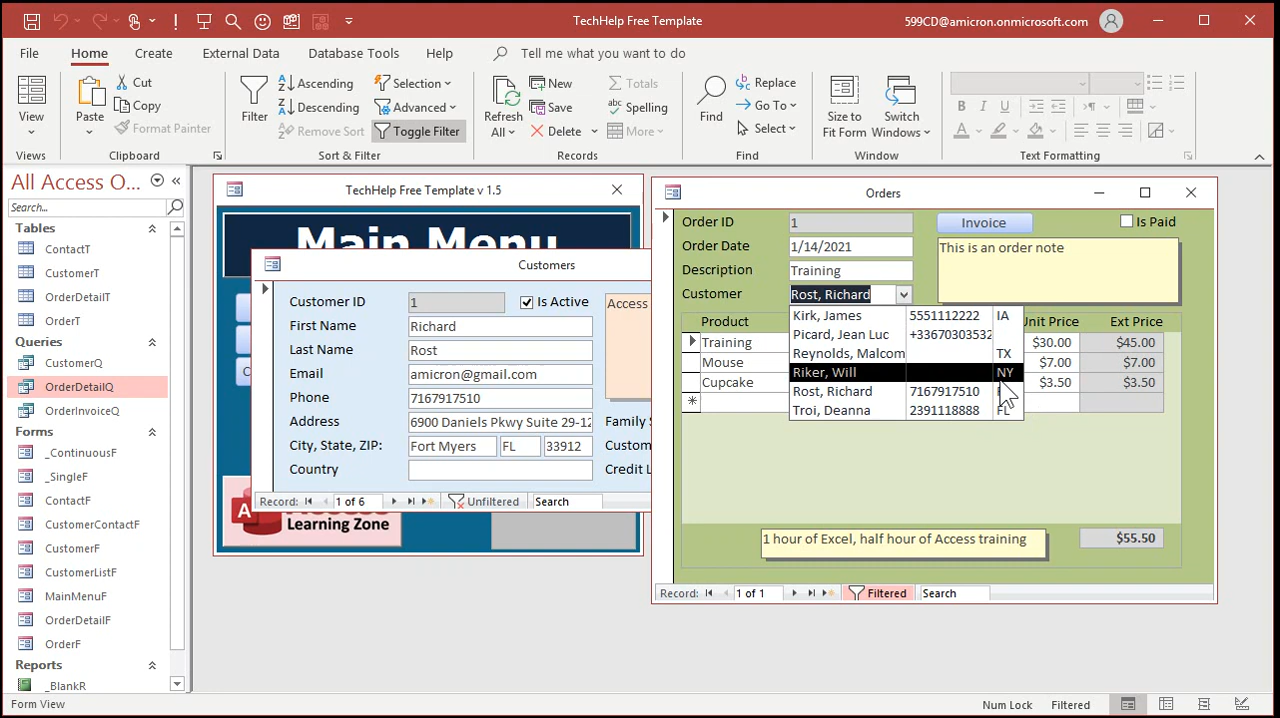 TechHelp Free Template
599CD@amicron.onmicrosoft.com
File Home Create External Data Database Tools Help Tell me what you want to do
View
Views
Paste
Cut
Copy
Format Painter
Clipboard
Filter
Ascending
Descending
Remove Sort
Selection
Advanced
Toggle Filter
Sort & Filter
Refresh
All
New
Save
Delete
Totals
Spelling
More
Records
Find
Replace
Go To
Select
Find
Size to
Fit Form
Switch
Windows
Window
B I U
A
Text Formatting
All Access O...
Search...
Tables
ContactT
CustomerT
OrderDetailT
OrderT
Queries
CustomerQ
OrderDetailQ
OrderInvoiceQ
Forms
_ContinuousF
_SingleF
ContactF
CustomerContactF
CustomerF
CustomerListF
MainMenuF
OrderDetailF
OrderF
Reports
_BlankR
TechHelp Free Template v 1.5
Main Menu
C
A
Learning Zone
Customers
Customer ID 1 Is Active Access
First Name Richard
Last Name Rost
Email amicron@gmail.com
Phone 7167917510
Address 6900 Daniels Pkwy Suite 29-12 Family
City, State, ZIP: Fort Myers FL 33912 Custom
Country Credit L
Record: 1 of 6 Unfiltered Search
Orders
Order ID 1 Invoice Is Paid
Order Date 1/14/2021 This is an order note
Description Training
Customer Rost, Richard
Kirk, James 5551112222 IA
Picard, Jean Luc +33670303532
Reynolds, Malcom TX
Riker, Will NY
Rost, Richard 7167917510
Troi, Deanna 2391118888 FL
Product Unit Price Ext Price
Training $30.00 $45.00
Mouse $7.00 $7.00
Cupcake $3.50 $3.50
1 hour of Excel, half hour of Access training $55.50
Record: 1 of 1 Filtered Search
Form View Num Lock Filtered